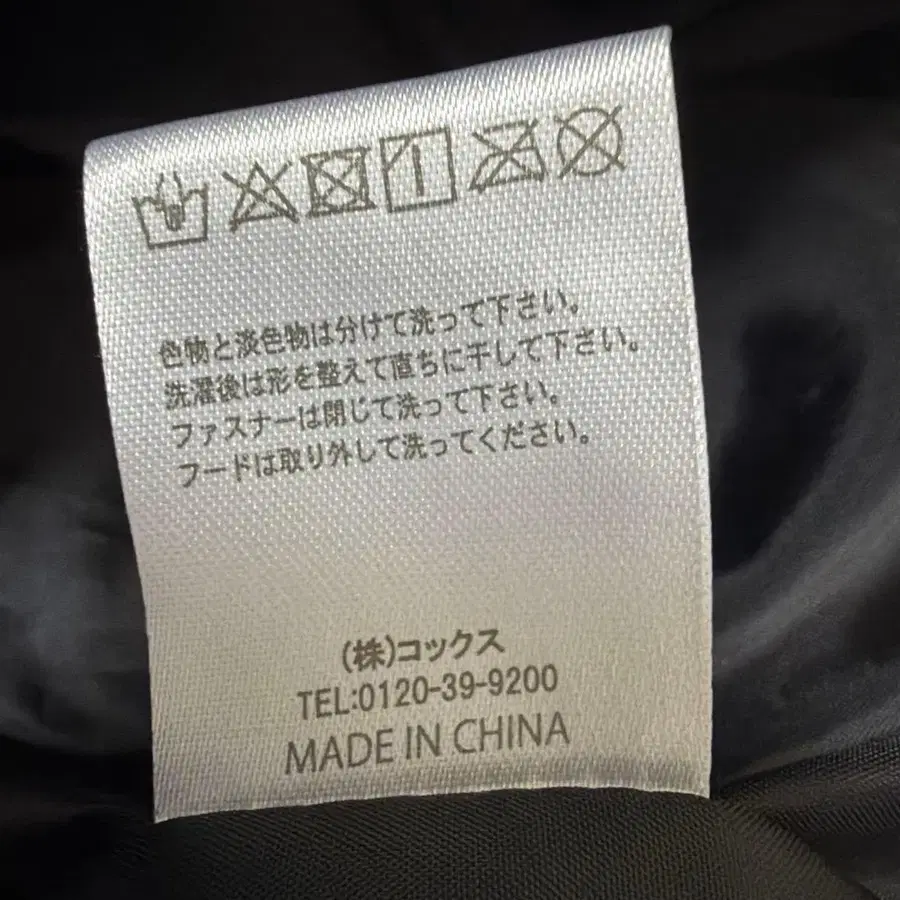 色物と淡色物は分けて洗って下さい。
洗濯後は形を整えて直ちに干して下さい。
ファスナーは閉じて洗って下さい。
フードは取り外して洗ってください。
(株)コックス
TEL:0120-39-9200
MADE IN CHINA